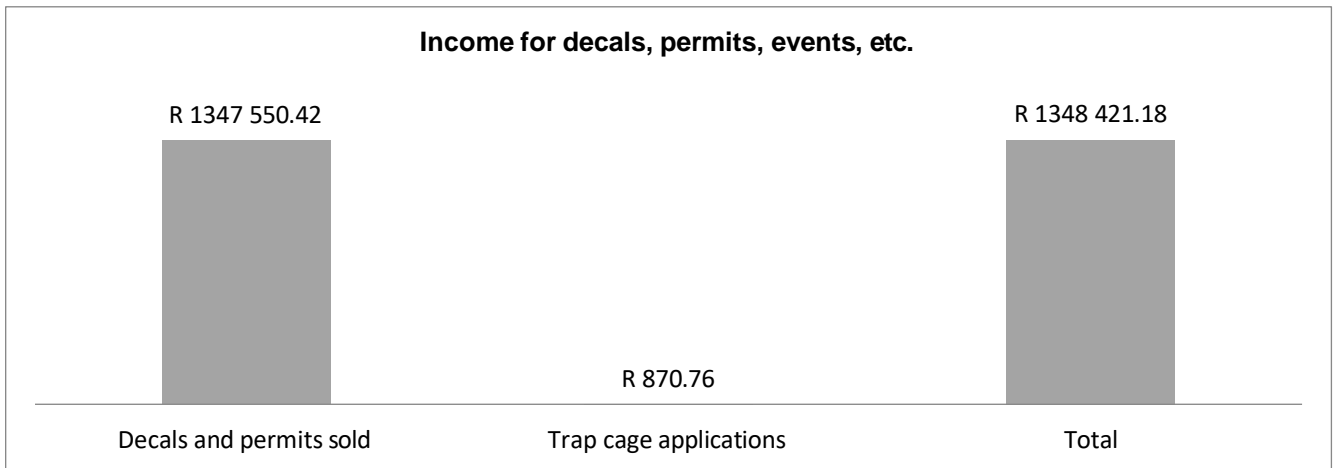 Income for decals, permits, events, etc.
R 1347 550.42
R 1348 421.18
R 870.76
Decals and permits sold
Trap cage applications
Total